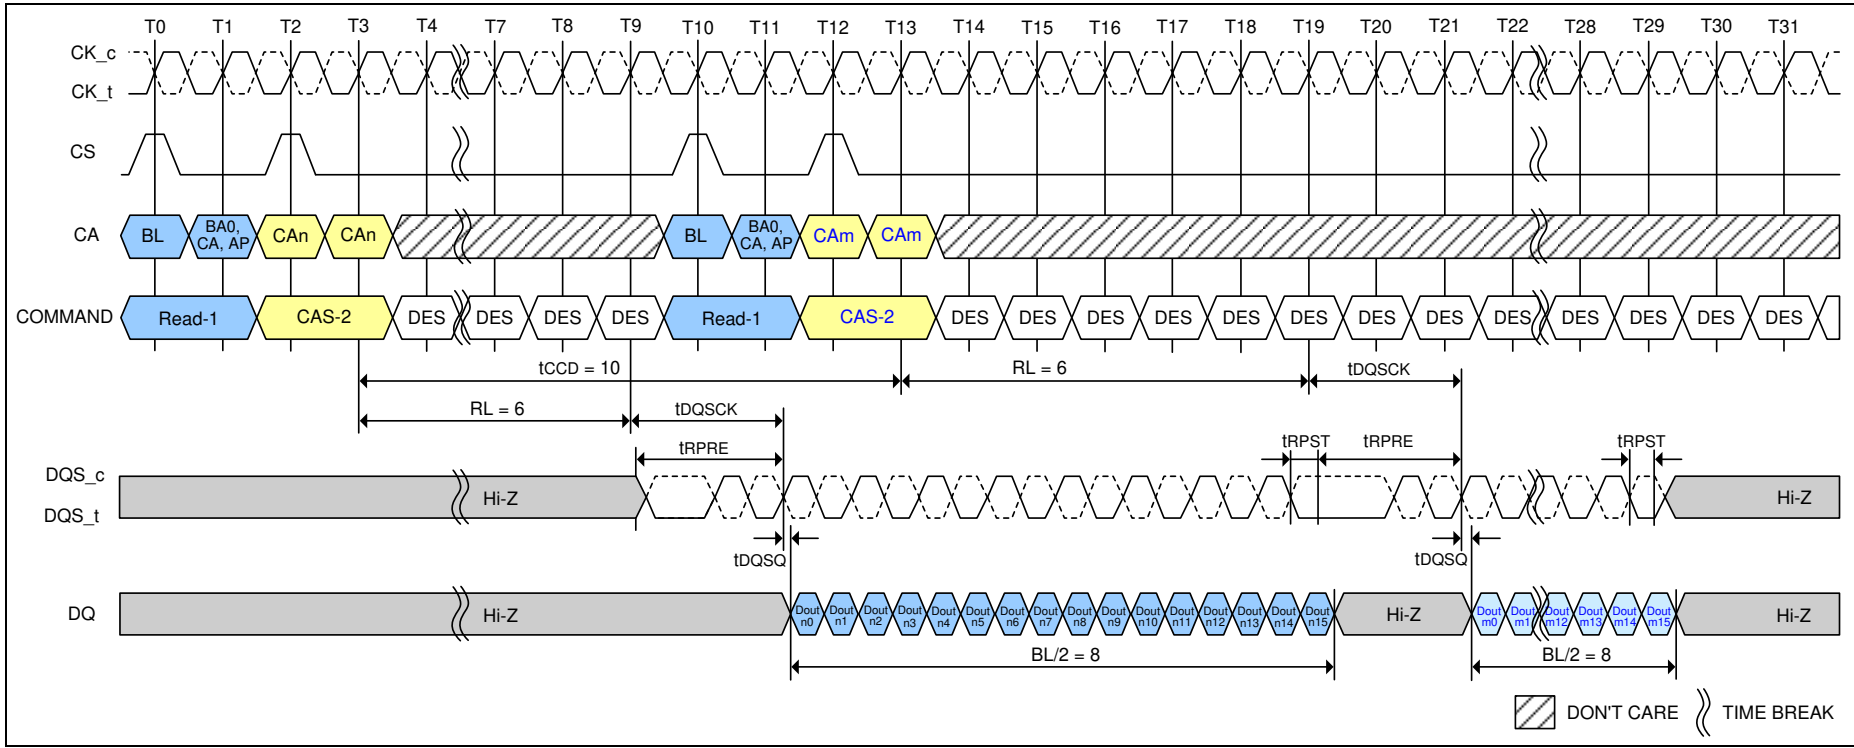 T0 T1 T2 T3 T4 T7 T8 T9 T10 T11 T12 T13 T14 T15 T16 T17 T18 T19 T20 T21 T22 T28 T29 T30 T31
CK_c
CK_t
CS
CA BL BA0, CA, AP CAn CAn BL BA0, CA, AP CAm CAm
COMMAND Read-1 CAS-2 DES DES DES DES Read-1 CAS-2 DES DES DES DES DES DES DES DES DES DES DES DES DES
tCCD = 10 RL = 6 tDQSCK
RL = 6 tDQSCK
tRPRE tRPST tRPRE tRPST
DQS_c
Hi-Z Hi-Z
DQS_t
tDQSQ tDQSQ
DQ Hi-Z Dout n0 Dout n1 Dout n2 Dout n3 Dout n4 Dout n5 Dout n6 Dout n7 Dout n8 Dout n9 Dout n10 Dout n11 Dout n12 Dout n13 Dout n14 Dout n15 Hi-Z Dout m0 Dout m1 Dout m12 Dout m13 Dout m14 Dout m15 Hi-Z
BL/2 = 8 BL/2 = 8
DON'T CARE TIME BREAK